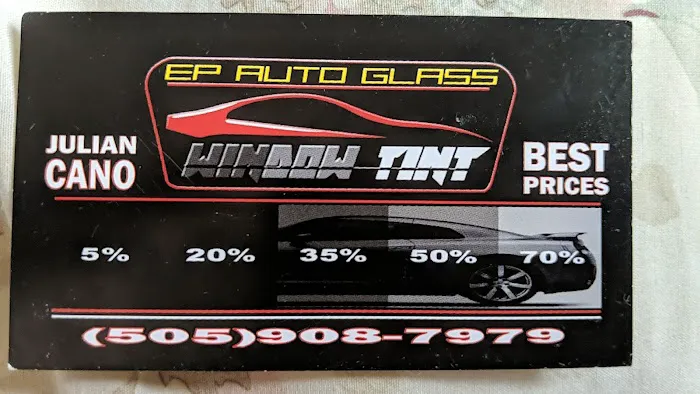 EP AUTO GLASS
WINDOW TINT
JULIAN
CANO
BEST
PRICES
5% 20% 35% 50% 70%
(505)908-7979